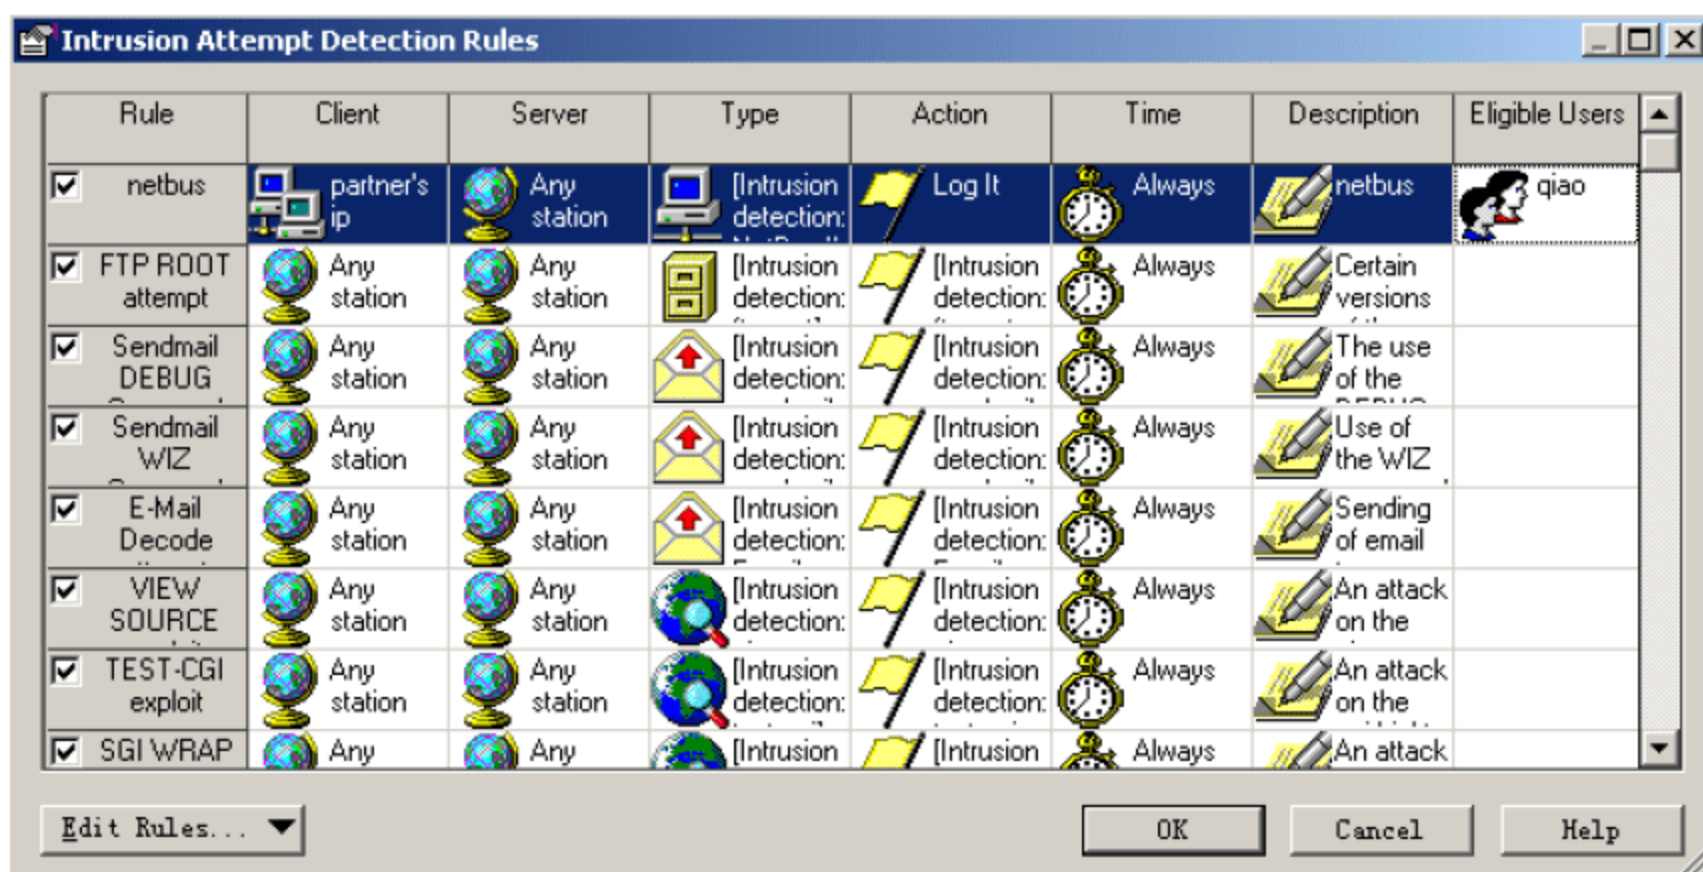 Intrusion Attempt Detection Rules
Rule Client Server Type Action Time Description Eligible Users
netbus partner's Any [Intrusion Log It Always netbus qiao
ip station detection:
FTP ROOT Any Any [Intrusion [Intrusion Always Certain
attempt station station detection: detection: versions
Sendmail Any Any [Intrusion [Intrusion Always The use
DEBUG station station detection: detection: of the
Sendmail Any Any [Intrusion [Intrusion Always Use of
WIZ station station detection: detection: the WIZ
E-Mail Any Any [Intrusion [Intrusion Always Sending
Decode station station detection: detection: of email
VIEW Any Any [Intrusion [Intrusion Always An attack
SOURCE station station detection: detection: on the
TEST-CGI Any Any [Intrusion [Intrusion Always An attack
exploit station station detection: detection: on the
SGI WRAP Any Any [Intrusion [Intrusion Always An attack
Edit Rules... OK Cancel Help